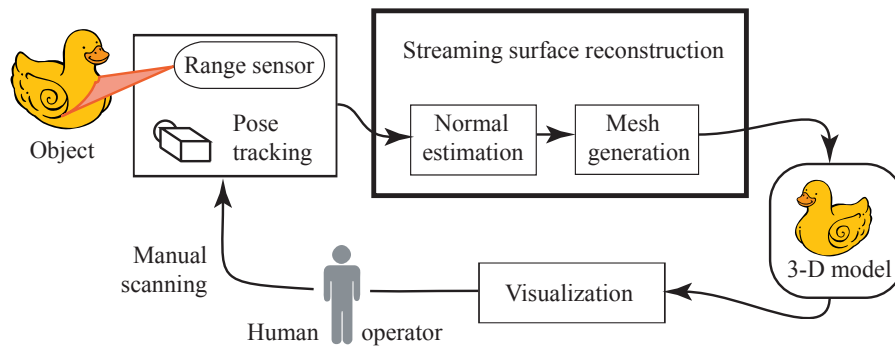 Streaming surface reconstruction
Range sensor
Object
Pose
tracking
Normal
estimation
Mesh
generation
3-D model
Visualization
Manual
scanning
Human operator